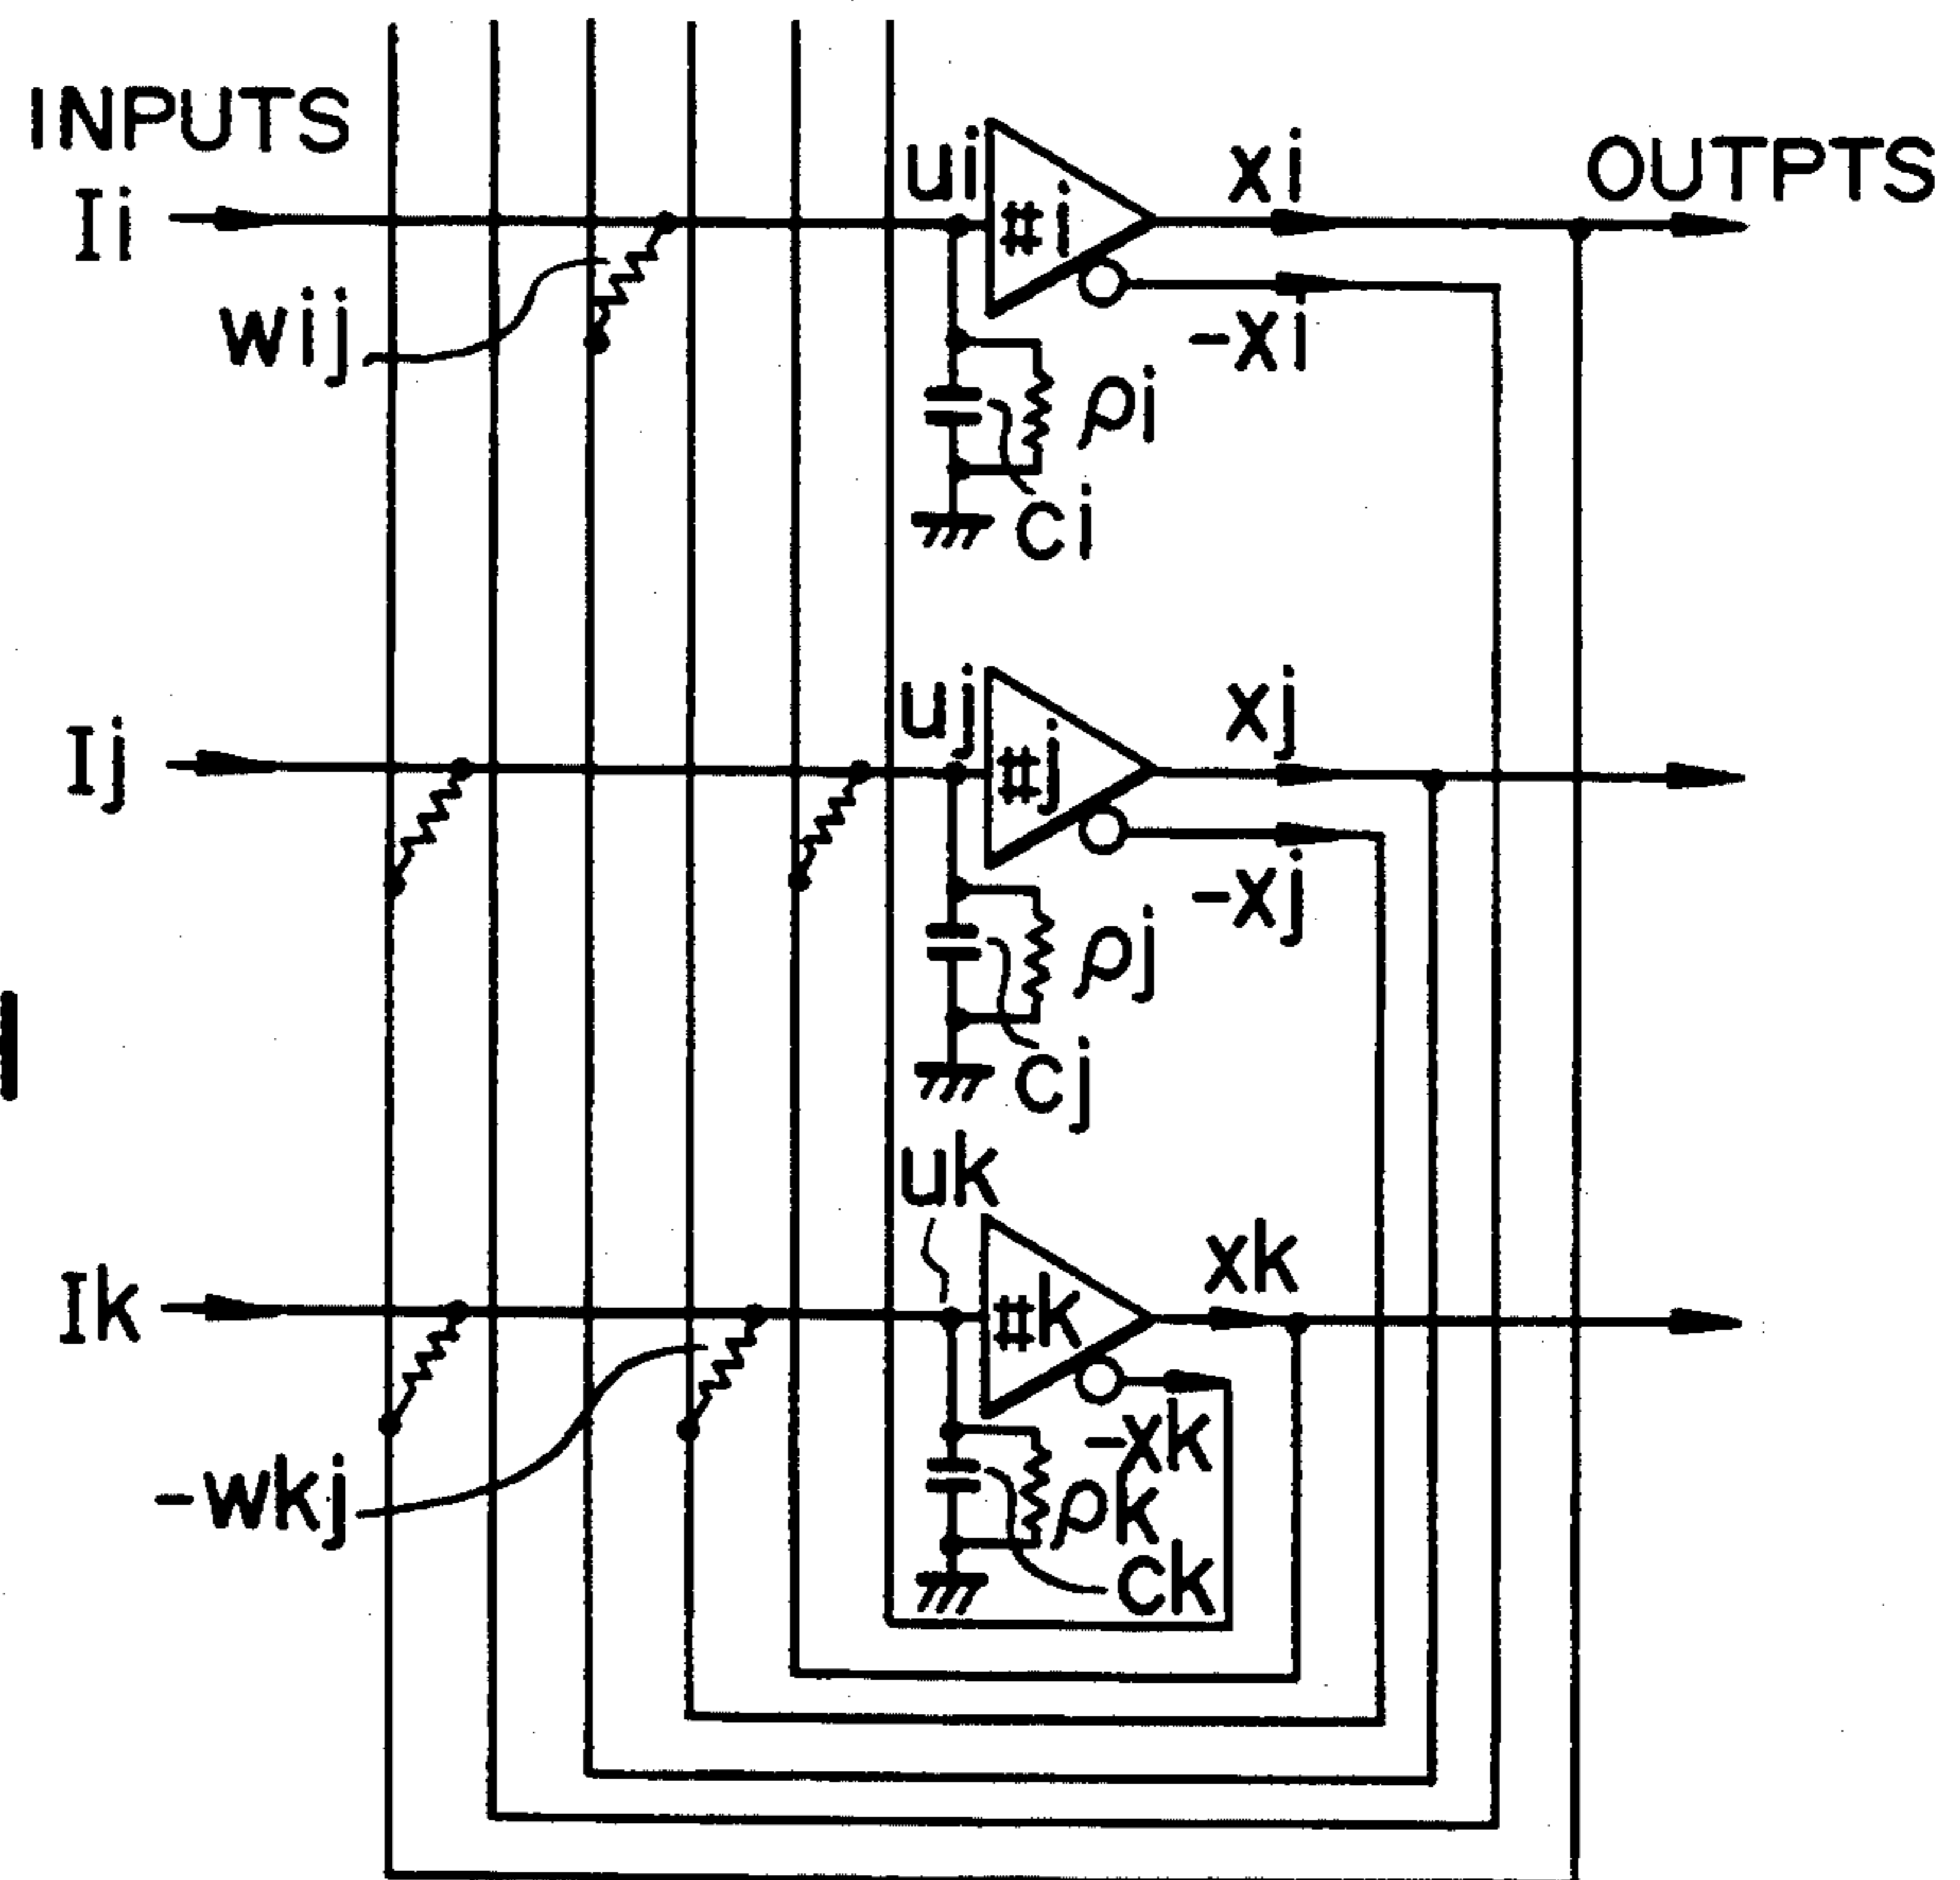 INPUTS
Ii
wij
ui
#i
xi
-xi
OUTPTS
ρi
ci
Ij
uj
#j
xj
-xj
ρj
cj
uk
Ik
#k
xk
-xk
-wkj
ρk
ck